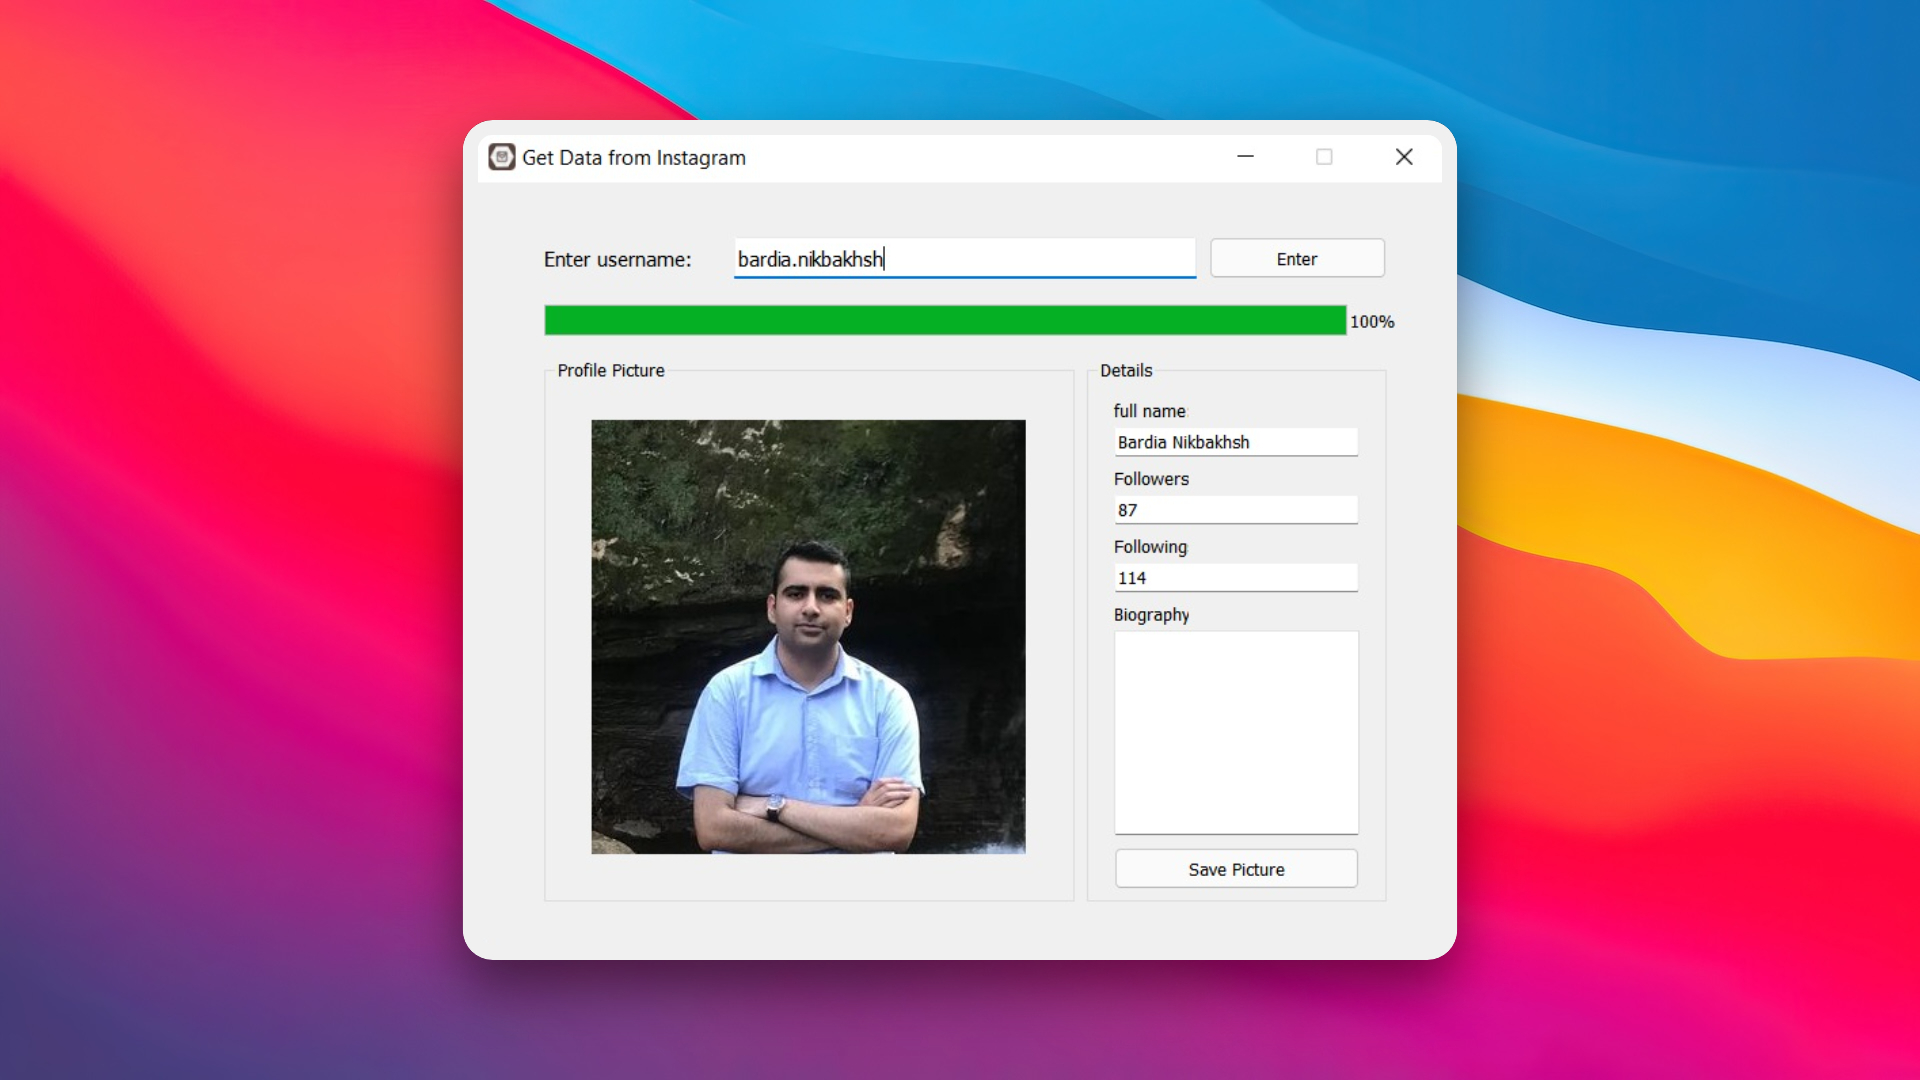 Get Data from Instagram
Enter username:
bardia.nikbakhsh
Enter
100%
Profile Picture
Details
full name
Bardia Nikbakhsh
Followers
87
Following
114
Biography
Save Picture